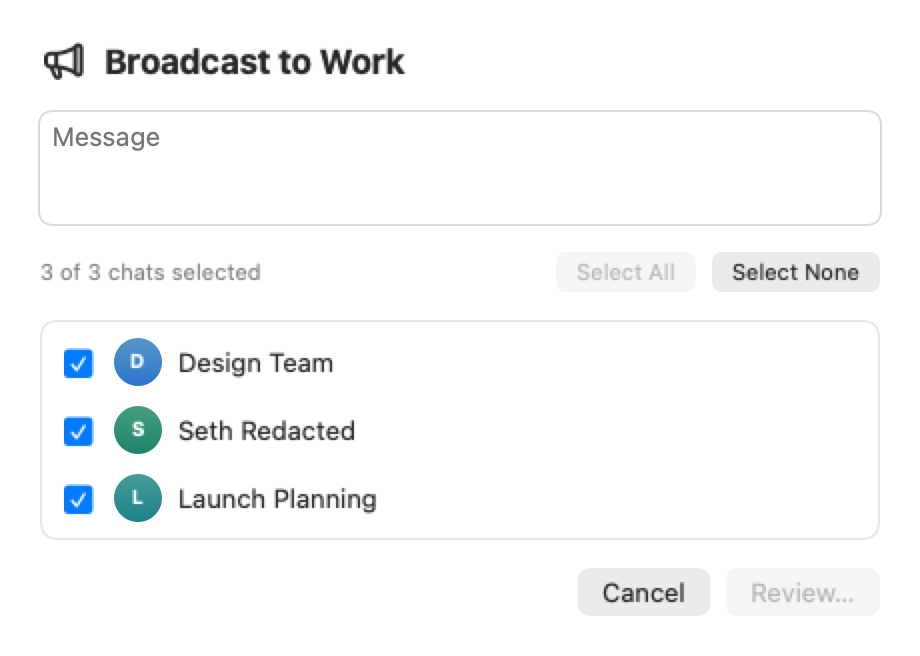 Broadcast to Work
Message
3 of 3 chats selected
Select All
Select None
D
Design Team
S
Seth Redacted
L
Launch Planning
Cancel
Review...